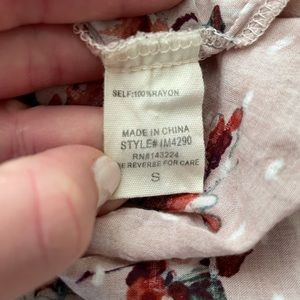 SELF:100%RAYON
MADE IN CHINA
STYLE# IM4290
RN#143224
SEE REVERSE FOR CARE
S